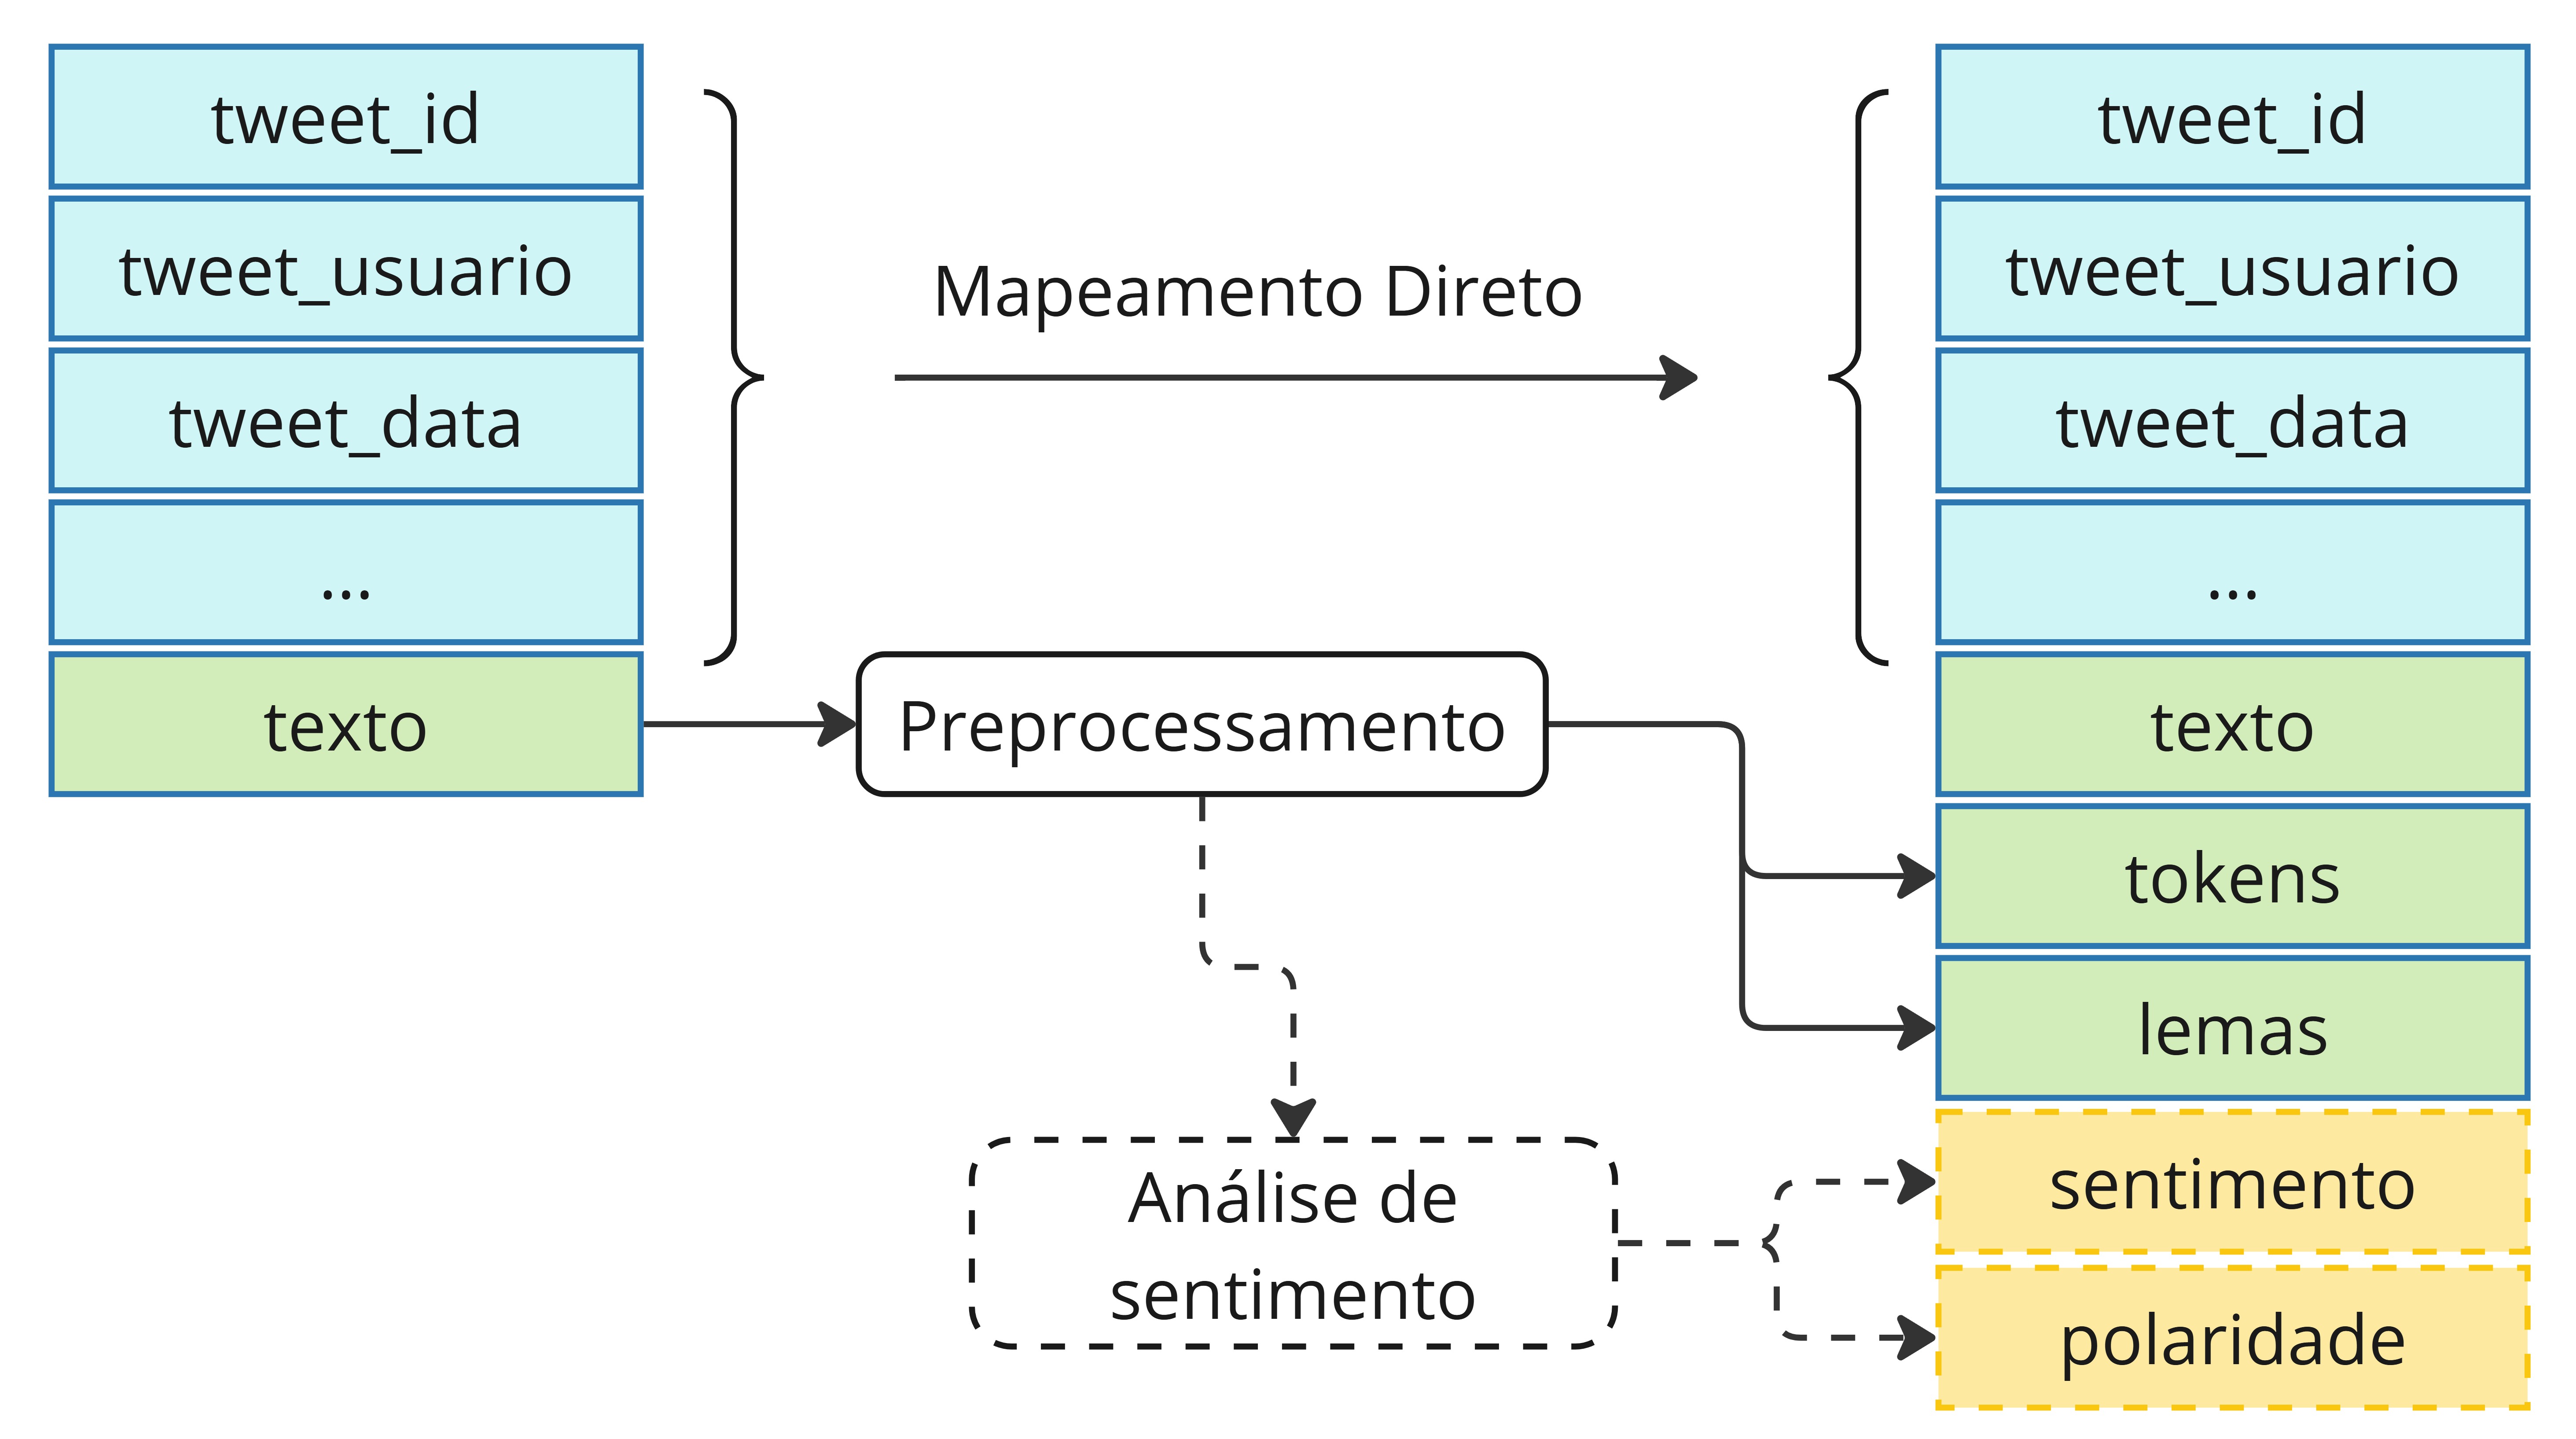 tweet_id
tweet_usuario
tweet_data
...
texto
Mapeamento Direto
Preprocessamento
Análise de
sentimento
tweet_id
tweet_usuario
tweet_data
...
texto
tokens
lemas
sentimento
polaridade